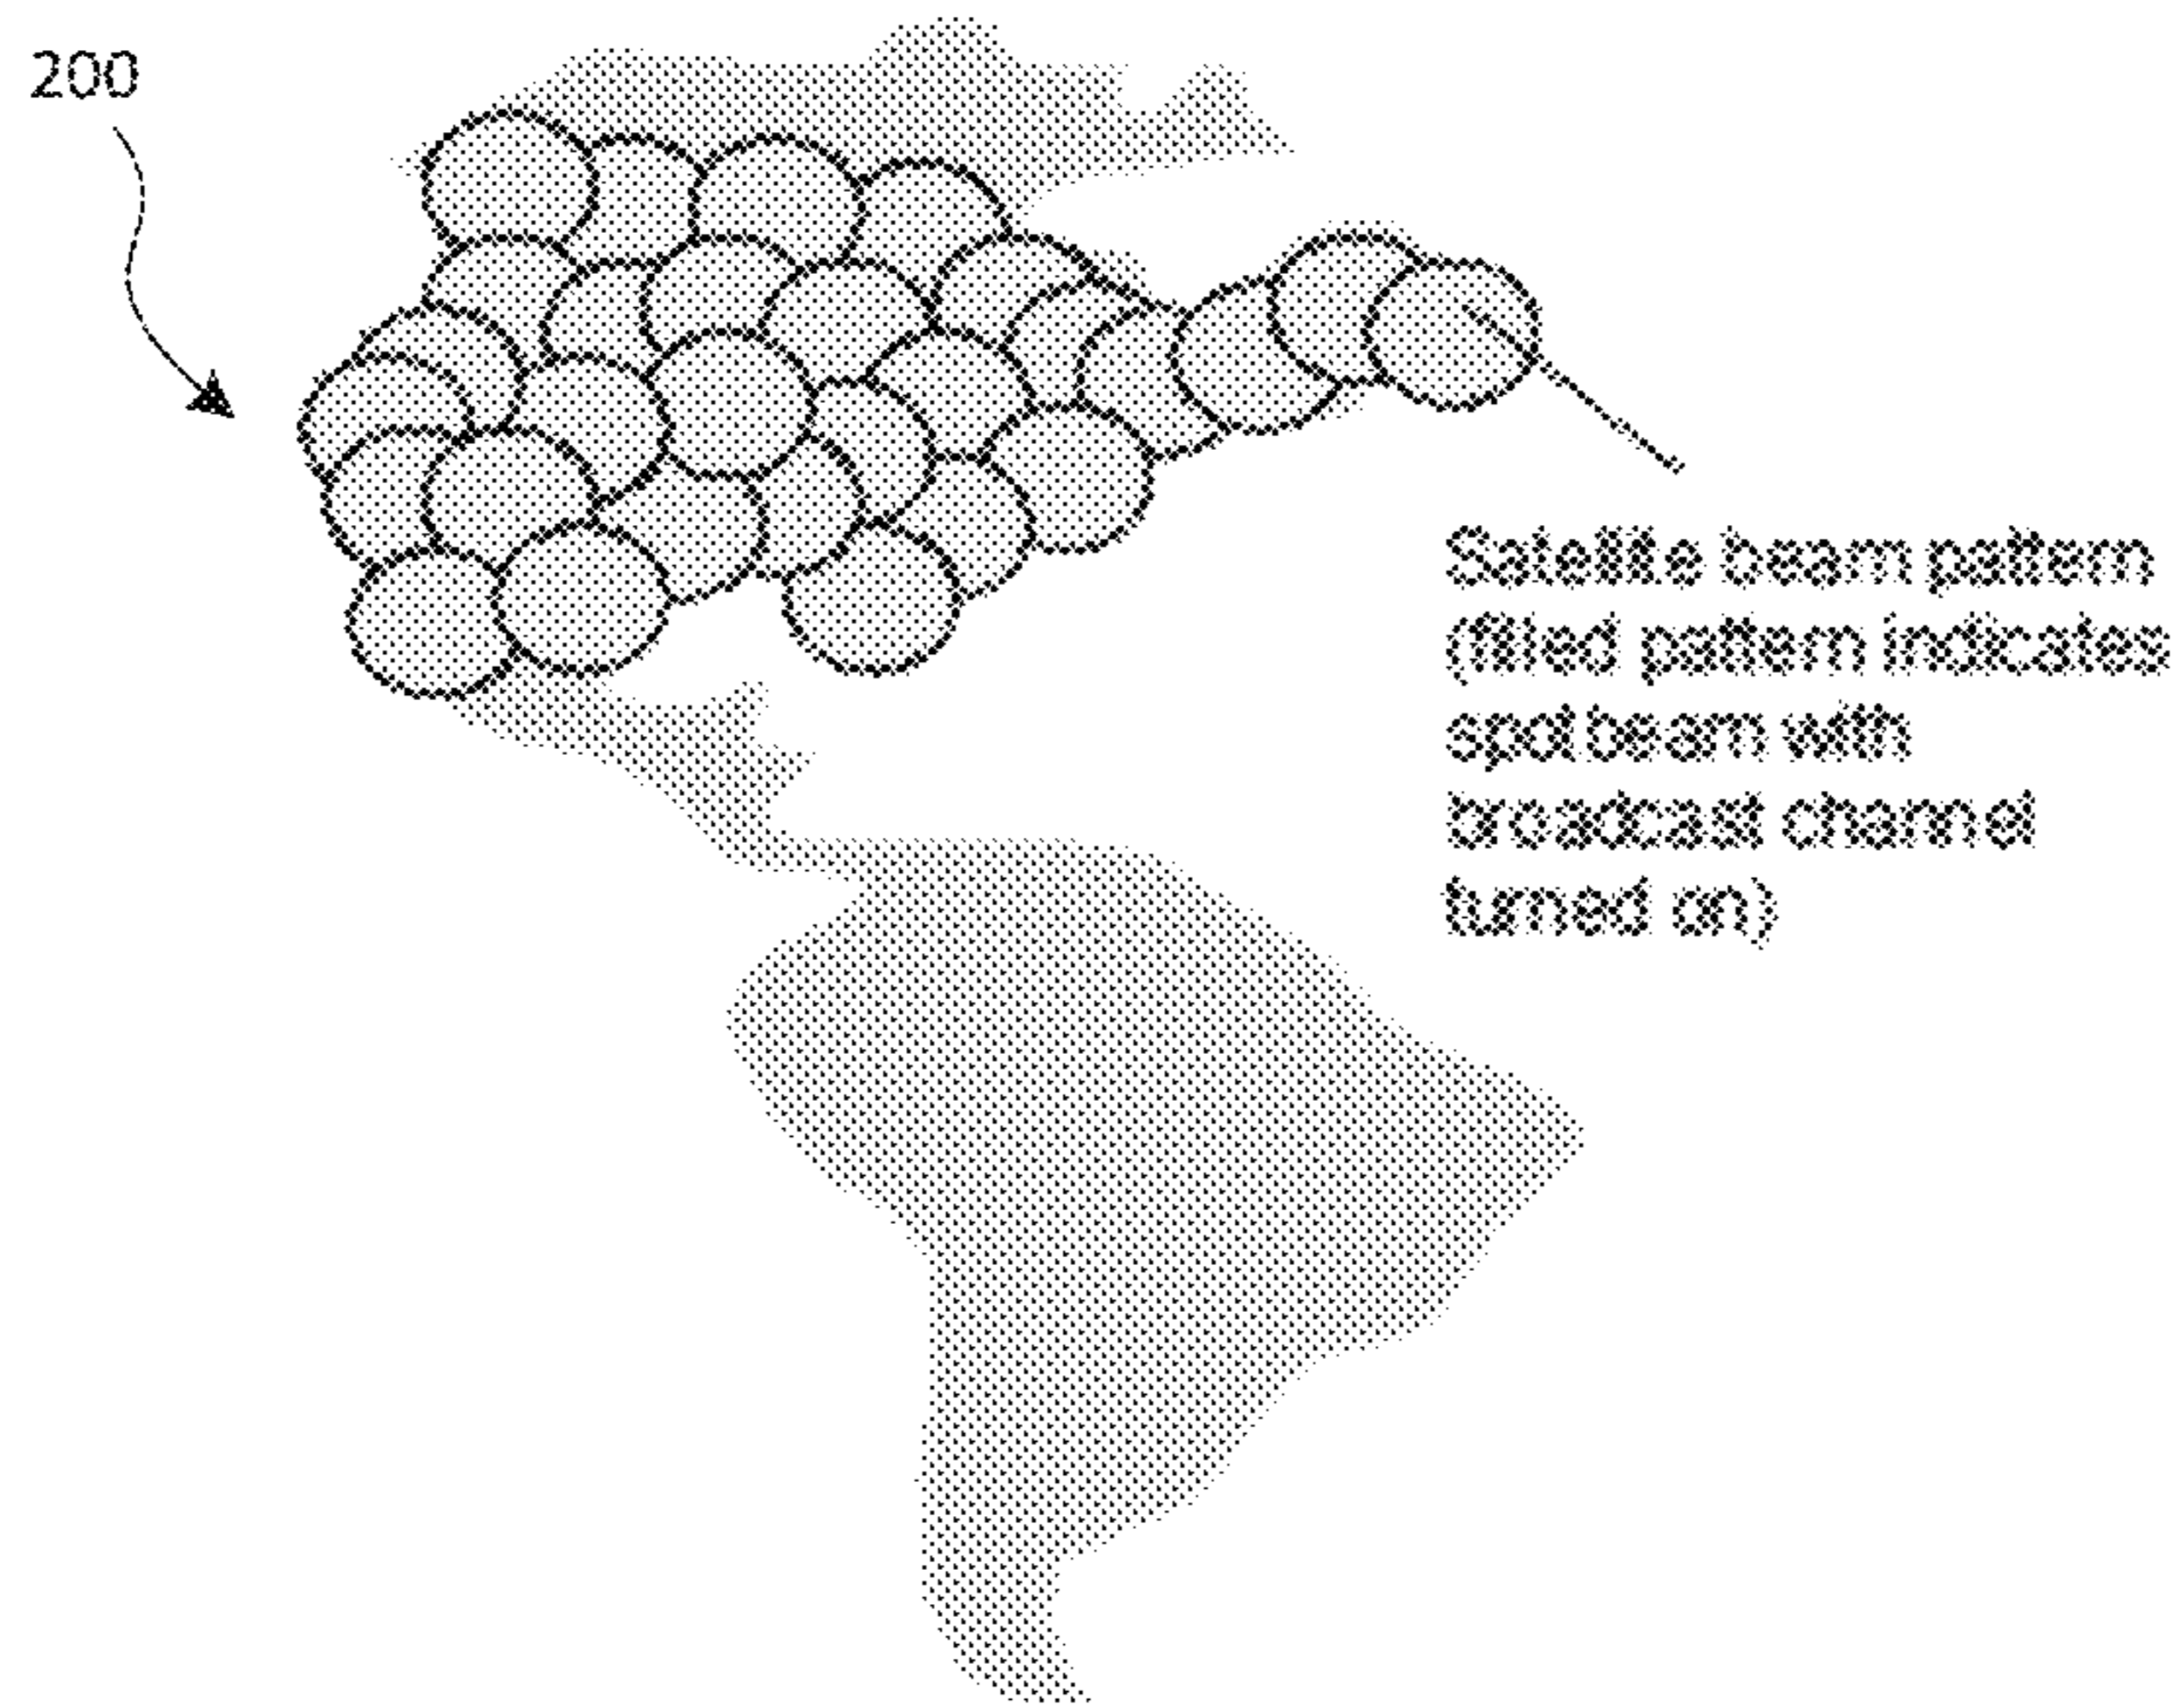 200
Satellite beam pattern
(filled pattern indicates
spot beam with
broadcast channel
turned on)